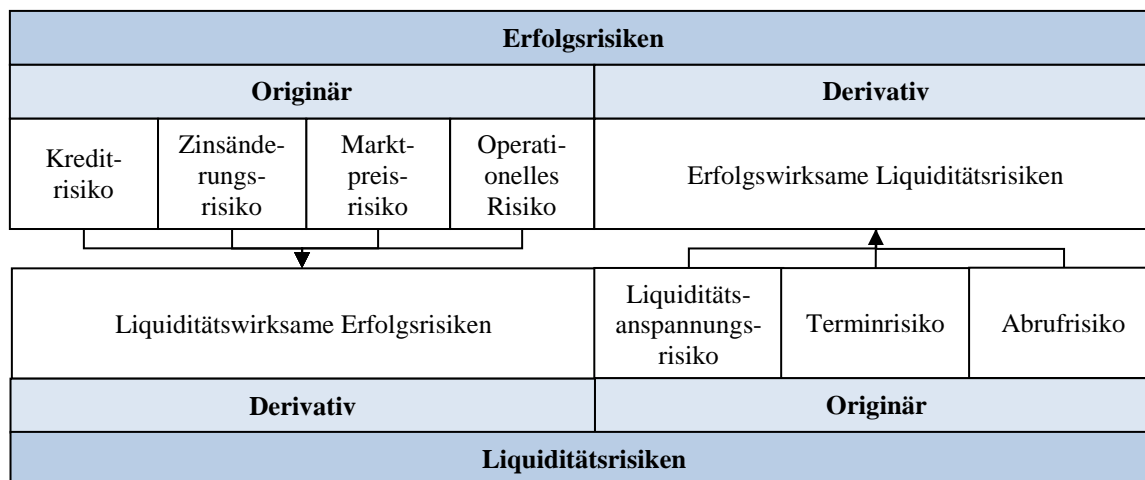 Erfolgsrisiken
Originär
Derivativ
Kredit-
risiko
Zinsände-
rungs-
risiko
Markt-
preis-
risiko
Operati-
onelles
Risiko
Erfolgswirksame Liquiditätsrisiken
Liquiditätswirksame Erfolgsrisiken
Liquiditäts-
anspannungs-
risiko
Terminrisiko
Abrufrisiko
Derivativ
Originär
Liquiditätsrisiken